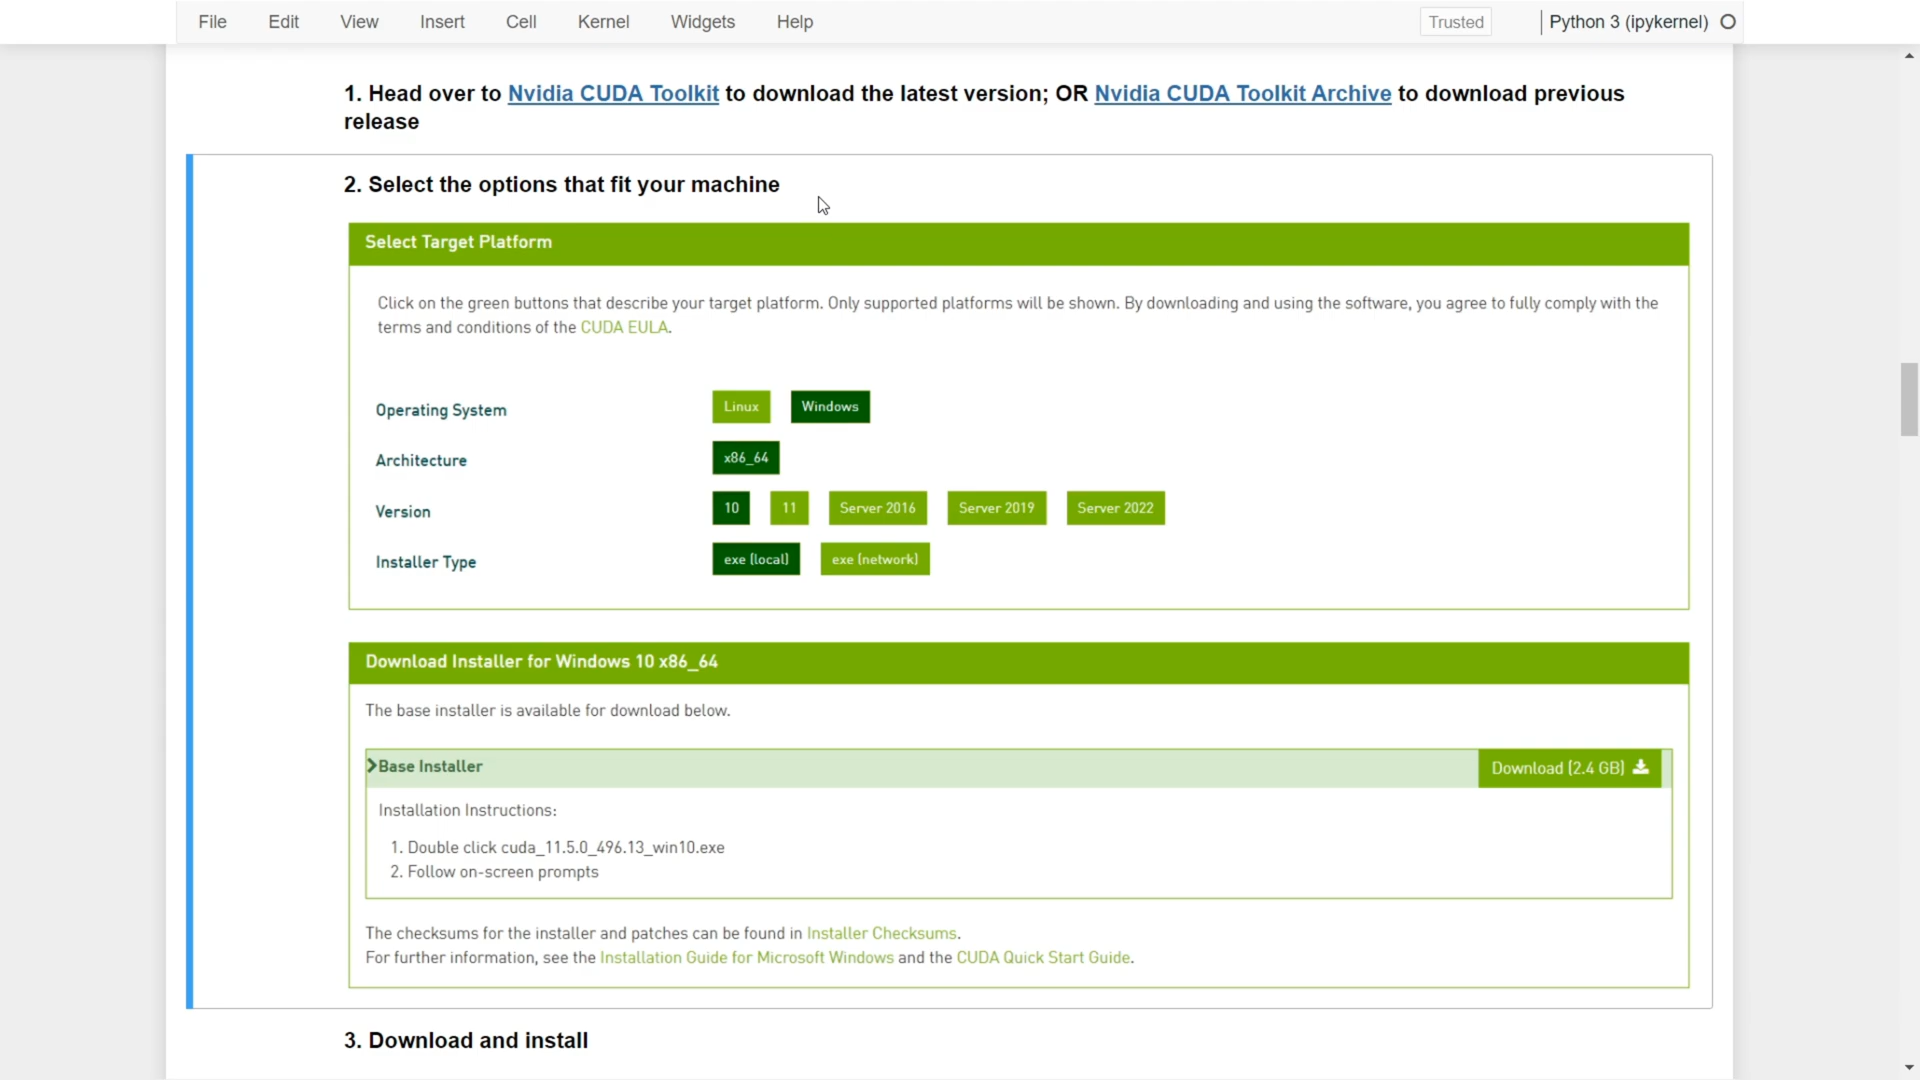 File Edit View Insert Cell Kernel Widgets Help Trusted Python 3 (ipykernel)
1. Head over to Nvidia CUDA Toolkit to download the latest version; OR Nvidia CUDA Toolkit Archive to download previous
release
2. Select the options that fit your machine
Select Target Platform
Click on the green buttons that describe your target platform. Only supported platforms will be shown. By downloading and using the software, you agree to fully comply with the
terms and conditions of the CUDA EULA.
Operating System Linux Windows
Architecture x86_64
Version 10 11 Server 2016 Server 2019 Server 2022
Installer Type exe (local) exe (network)
Download Installer for Windows 10 x86_64
The base installer is available for download below.
Base Installer Download (2.4 GB)
Installation Instructions:
1. Double click cuda_11.5.0_496.13_win10.exe
2. Follow on-screen prompts
The checksums for the installer and patches can be found in Installer Checksums.
For further information, see the Installation Guide for Microsoft Windows and the CUDA Quick Start Guide.
3. Download and install